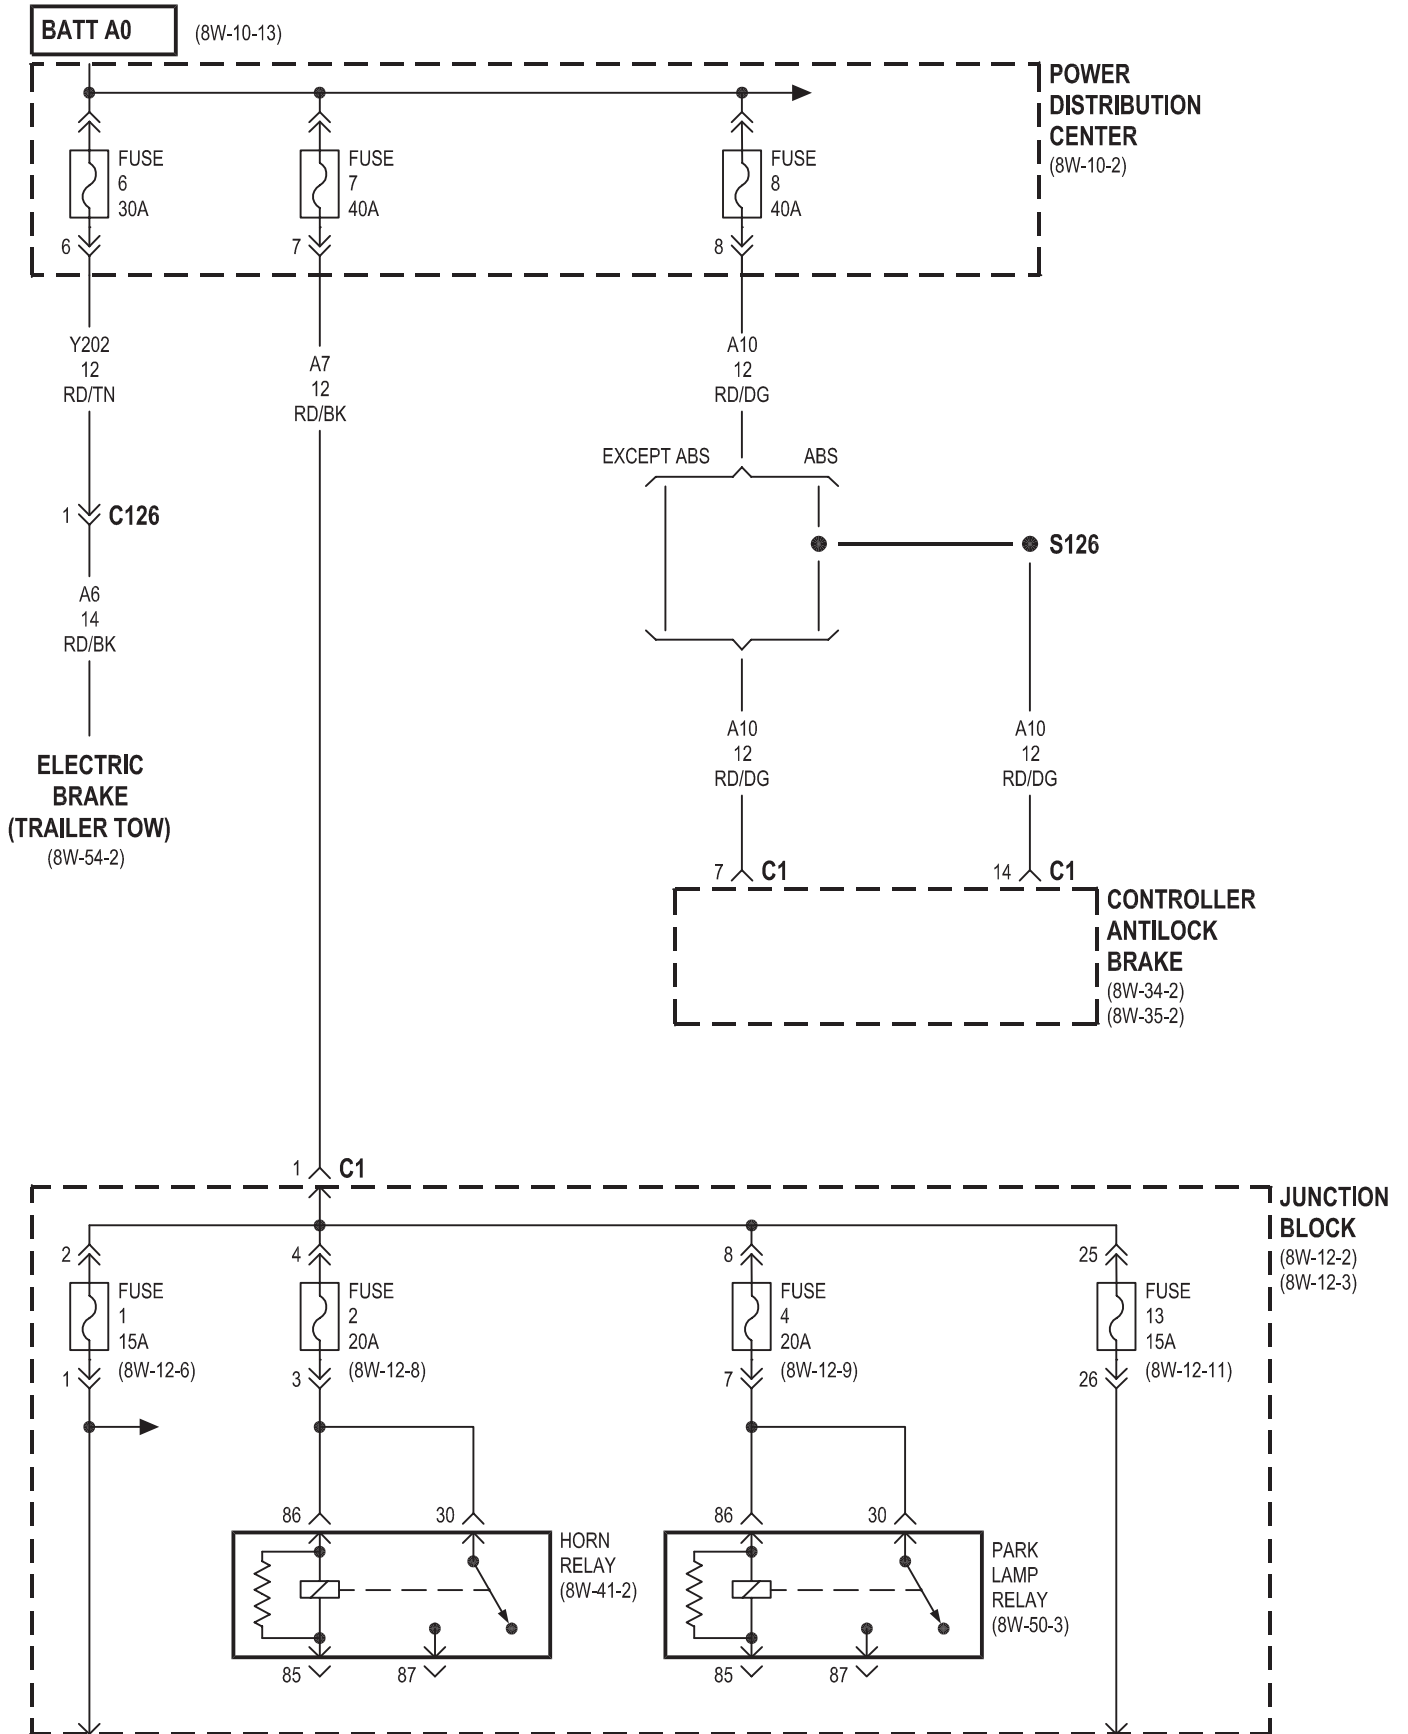 BATT A0 (8W-10-13)
POWER
DISTRIBUTION
CENTER
(8W-10-2)
FUSE
6
30A
6
FUSE
7
40A
7
FUSE
8
40A
8
Y202
12
RD/TN
A7
12
RD/BK
A10
12
RD/DG
EXCEPT ABS
ABS
1 C126
S126
A6
14
RD/BK
ELECTRIC
BRAKE
(TRAILER TOW)
(8W-54-2)
A10
12
RD/DG
A10
12
RD/DG
7 C1
14 C1
CONTROLLER
ANTILOCK
BRAKE
(8W-34-2)
(8W-35-2)
1 C1
JUNCTION
BLOCK
(8W-12-2)
(8W-12-3)
2
FUSE
1
15A
(8W-12-6)
1
4
FUSE
2
20A
(8W-12-8)
3
8
FUSE
4
20A
(8W-12-9)
7
25
FUSE
13
15A
(8W-12-11)
26
86
30
HORN
RELAY
(8W-41-2)
85
87
86
30
PARK
LAMP
RELAY
(8W-50-3)
85
87